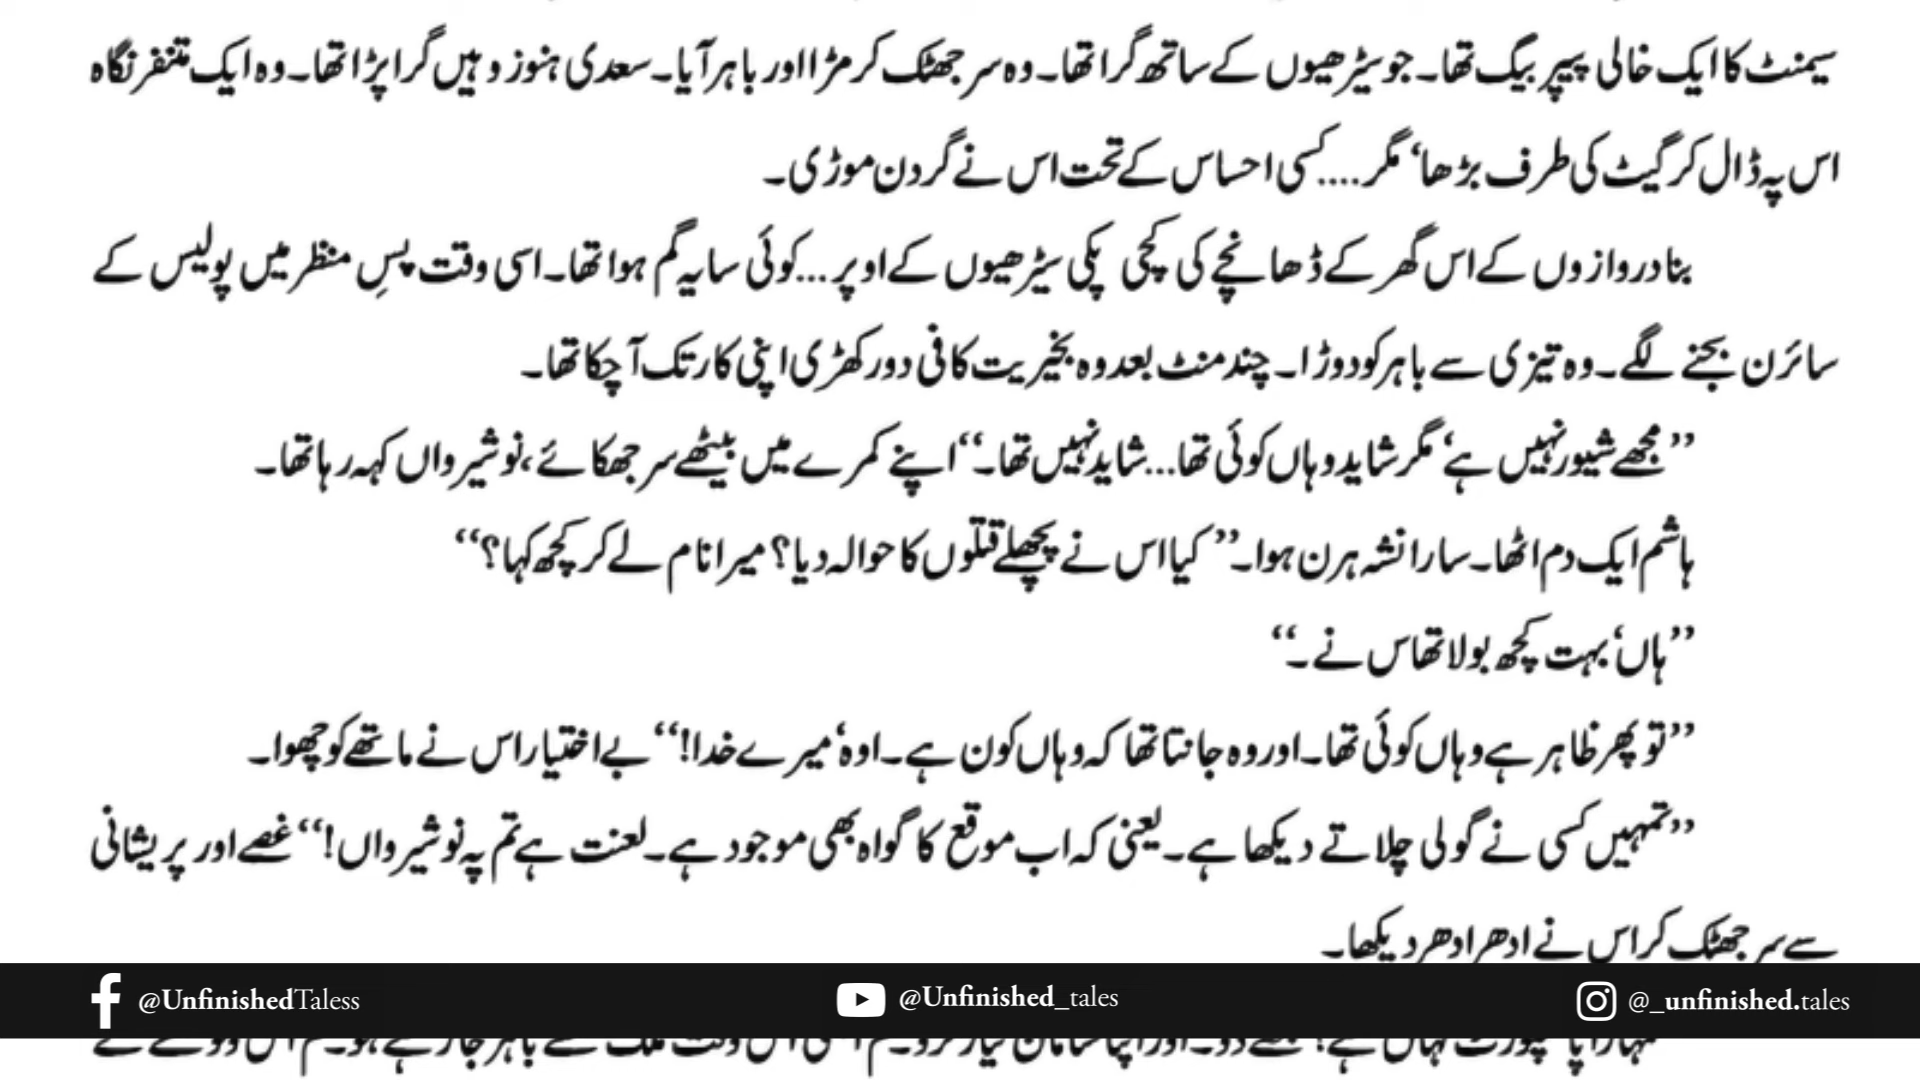 سیمنٹ کا ایک خالی پیپر بیگ تھا۔ جو سیڑھیوں کے ساتھ گرا تھا۔ وہ سر جھٹک کر مڑا اور باہر آیا۔ سعدی ہنوز وہیں گرا پڑا تھا۔ وہ ایک متنفر نگاہ
اس پہ ڈال کر گیٹ کی طرف بڑھا‘ مگر.... کسی احساس کے تحت اس نے گردن موڑی۔
بنا دروازوں کے اس گھر کے ڈھانچے کی کچی پکی سیڑھیوں کے اوپر... کوئی سایہ گم ہوا تھا۔ اسی وقت پسِ منظر میں پولیس کے
سائرن بجنے لگے۔ وہ تیزی سے باہر کو دوڑا۔ چند منٹ بعد وہ بخیریت کافی دور کھڑی اپنی کار تک آ چکا تھا۔
’’مجھے شیور نہیں ہے‘ مگر شاید وہاں کوئی تھا... شاید نہیں تھا۔‘‘ اپنے کمرے میں بیٹھے سر جھکائے، نوشیرواں کہہ رہا تھا۔
ہاشم ایک دم اٹھا۔ سارا نشہ ہرن ہوا۔ ’’کیا اس نے پچھلے قتلوں کا حوالہ دیا؟ میرا نام لے کر کچھ کہا؟‘‘
’’ہاں‘ بہت کچھ بولا تھا اس نے۔‘‘
’’تو پھر ظاہر ہے وہاں کوئی تھا۔ اور وہ جانتا تھا کہ وہاں کون ہے۔ اوہ‘ میرے خدا!‘‘ بے اختیار اس نے ماتھے کو چھوا۔
’’تمہیں کسی نے گولی چلاتے دیکھا ہے۔ یعنی کہ اب موقع کا گواہ بھی موجود ہے۔ لعنت ہے تم پہ نوشیرواں!‘‘ غصے اور پریشانی
سے سر جھٹک کر اس نے ادھر ادھر دیکھا۔
@UnfinishedTaless @Unfinished_tales @_unfinished.tales